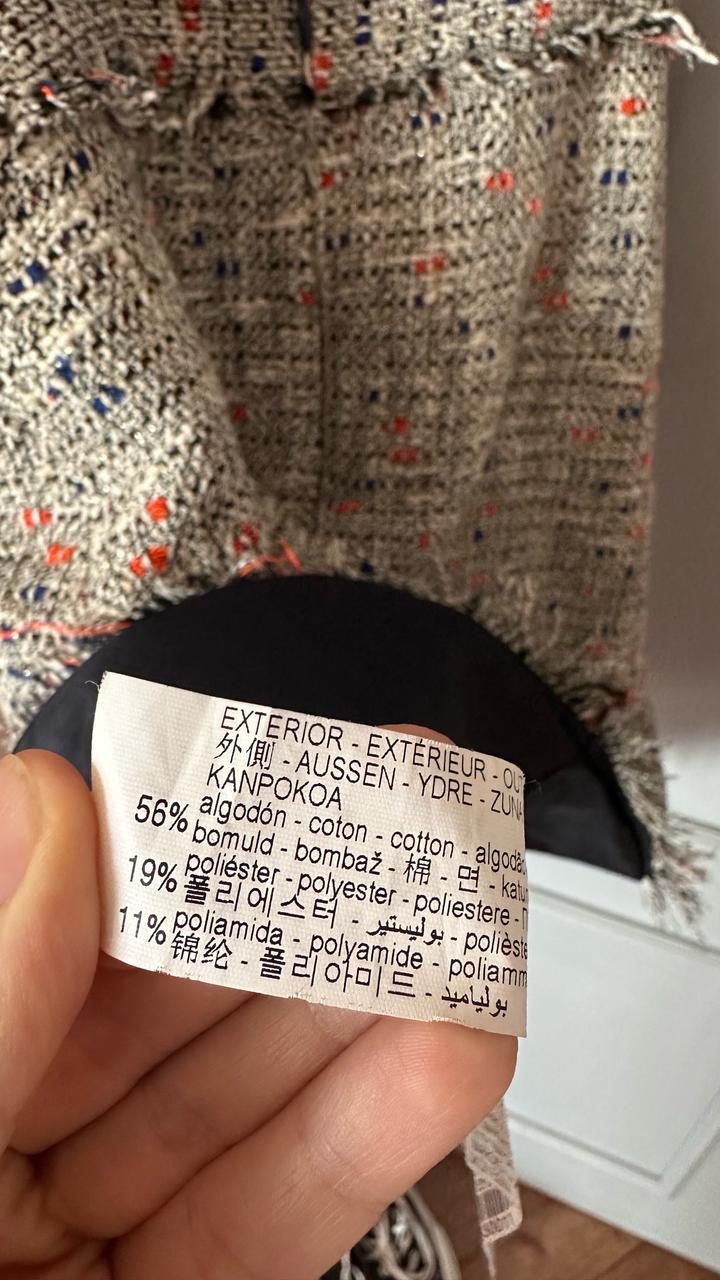 EXTERIOR - EXTÉRIEUR -
外側 - AUSSEN - YDRE -
KANPOKOA
56% algodón - coton - cotton -
bomuld - bombaž - 棉 - 면 -
19% poliéster - polyester - poliestere -
폴리에스터 - بوليستير -
11% poliamida - polyamide -
锦纶 - 폴리아미드 - بولياميد